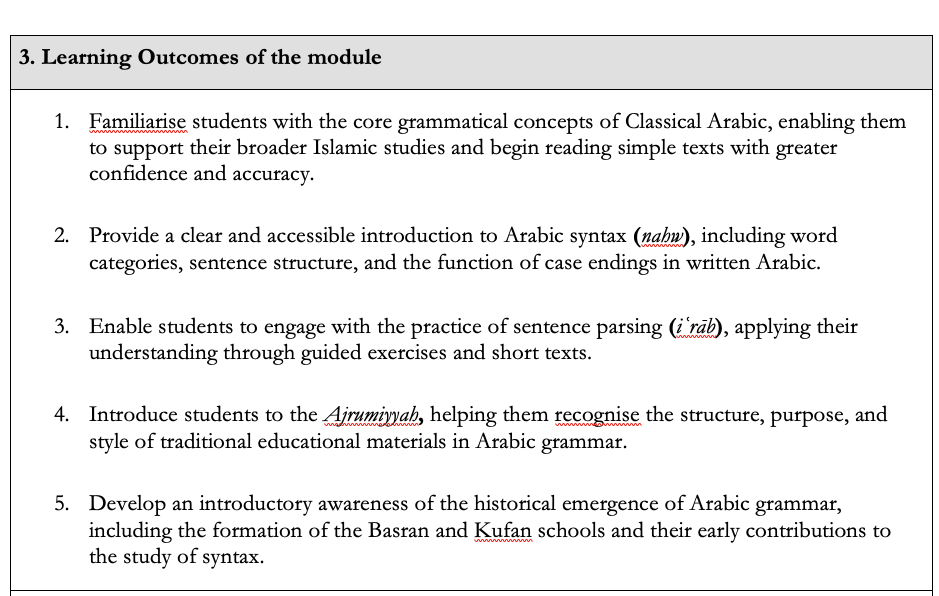 3. Learning Outcomes of the module
1. Familiarise students with the core grammatical concepts of Classical Arabic, enabling them
to support their broader Islamic studies and begin reading simple texts with greater
confidence and accuracy.
2. Provide a clear and accessible introduction to Arabic syntax (naḥw), including word
categories, sentence structure, and the function of case endings in written Arabic.
3. Enable students to engage with the practice of sentence parsing (iʿrāb), applying their
understanding through guided exercises and short texts.
4. Introduce students to the Ajrumiyyah, helping them recognise the structure, purpose, and
style of traditional educational materials in Arabic grammar.
5. Develop an introductory awareness of the historical emergence of Arabic grammar,
including the formation of the Basran and Kufan schools and their early contributions to
the study of syntax.